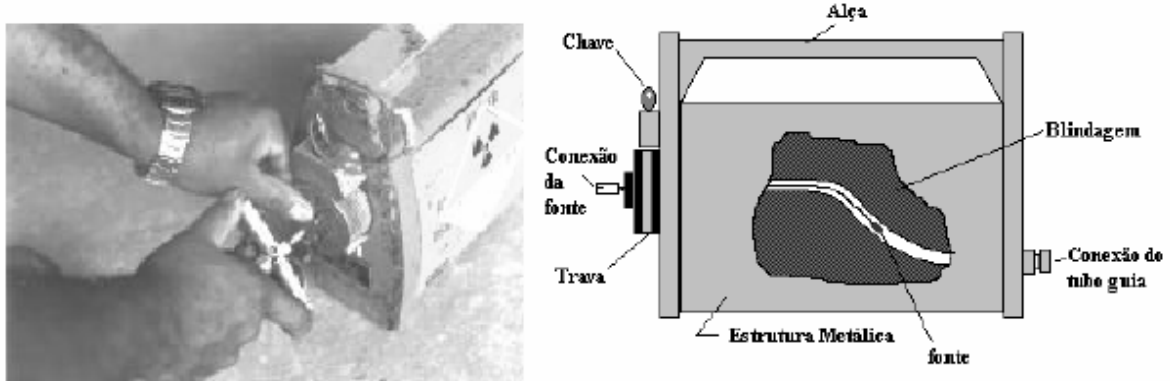 Alça
Chave
Blindagem
Conexão
da
fonte
Conexão do
tubo guia
Trava
Estrutura Metálica
fonte